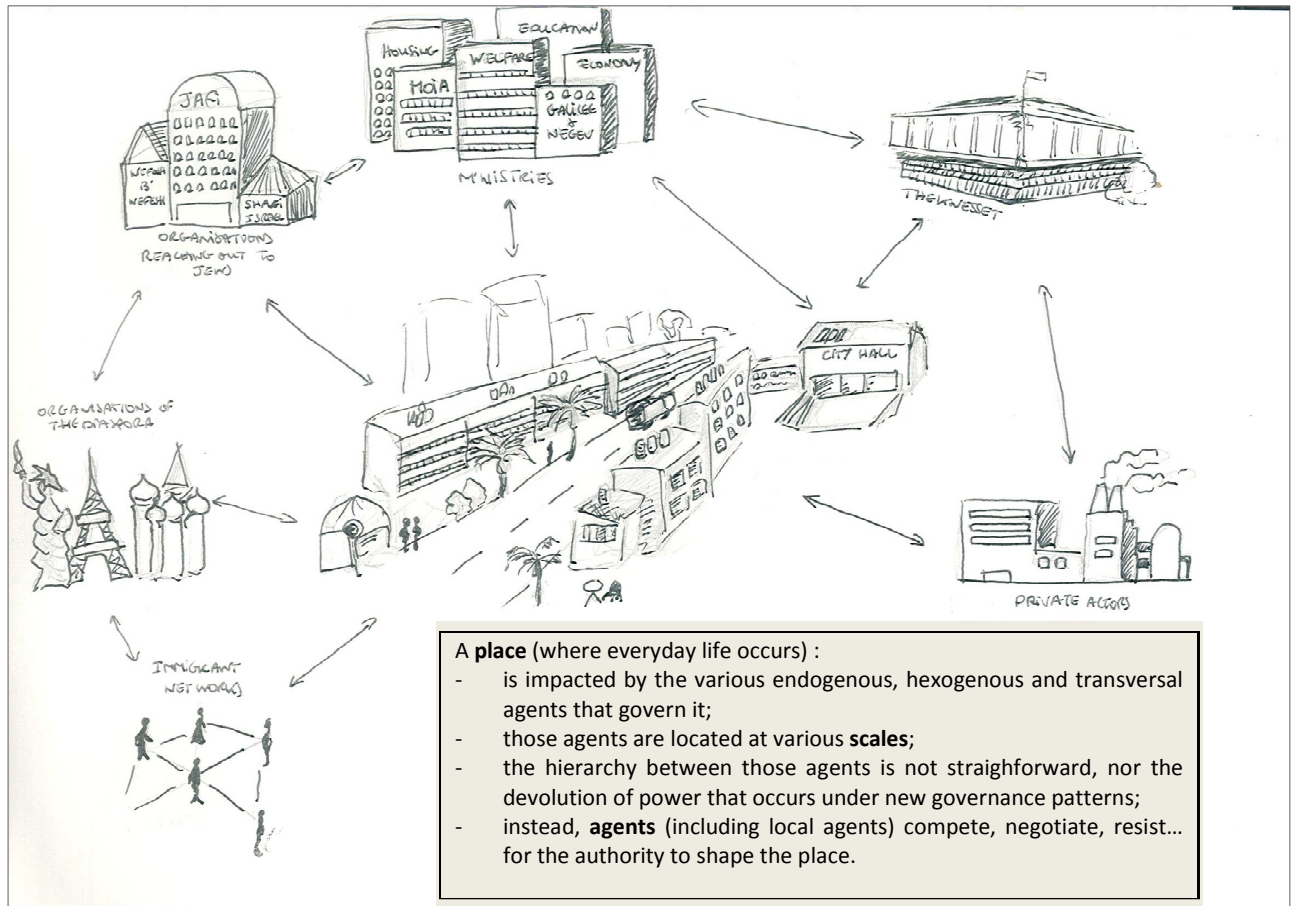 EDUCATION
HOUSING
WELFARE
ECONOMY
MOIA
GALILEE
&
NEGEV
MINISTRIES
JAFI
NEFESH
B'
NEFESH
SHAVEI
ISRAEL
ORGANISATIONS
REACHING OUT TO
JEWS
THE KNESSET
CITY HALL
ORGANISATIONS OF
THE DIASPORA
PRIVATE ACTORS
IMMIGRANT
NETWORKS
A place (where everyday life occurs) :
- is impacted by the various endogenous, hexogenous and transversal
agents that govern it;
- those agents are located at various scales;
- the hierarchy between those agents is not straighforward, nor the
devolution of power that occurs under new governance patterns;
- instead, agents (including local agents) compete, negotiate, resist…
for the authority to shape the place.